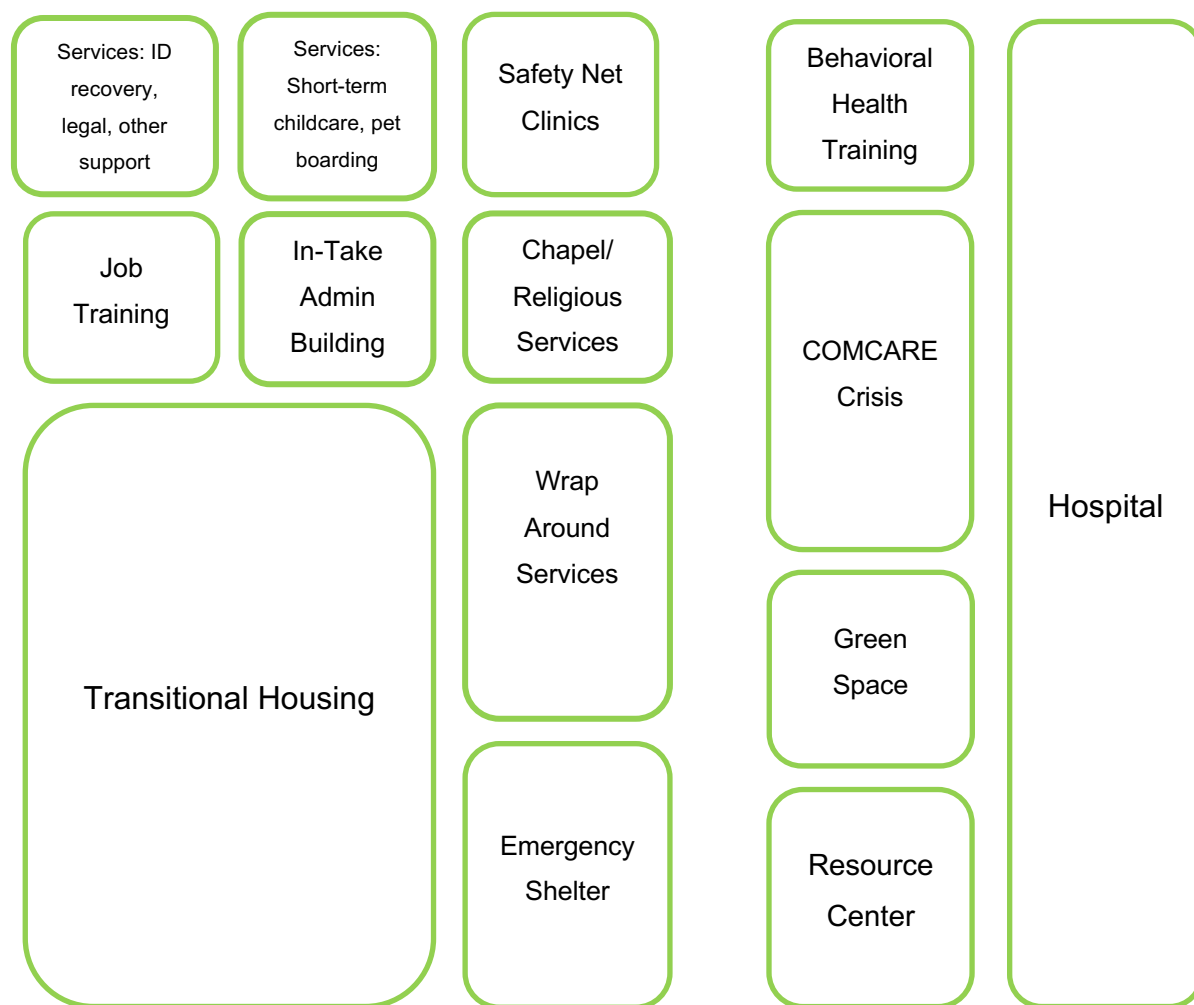 Services: ID
recovery,
legal, other
support
Services:
Short-term
childcare, pet
boarding
Safety Net
Clinics
Behavioral
Health
Training
Job
Training
In-Take
Admin
Building
Chapel/
Religious
Services
COMCARE
Crisis
Hospital
Transitional Housing
Wrap
Around
Services
Green
Space
Emergency
Shelter
Resource
Center